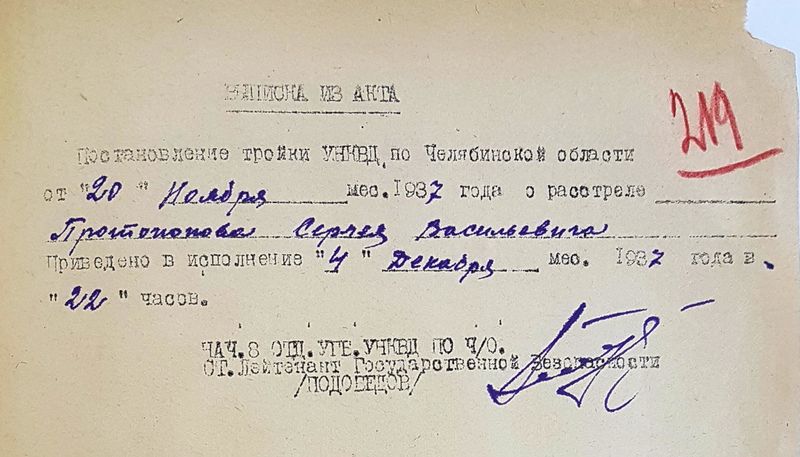 ВЫПИСКА ИЗ АКТА
219
Постановление тройки УНКВД по Челябинской области
от "20" Ноября мес. 1937 года о расстреле
Протопопова Сергея Васильевича
Приведено в исполнение "4" Декабря мес. 1937 года в
"22" часов.
НАЧ. 8 ОТД. УГБ. УНКВД ПО Ч/О.
СТ. Лейтенант Государственной Безопасности
/ПОДОБЕДОВ/